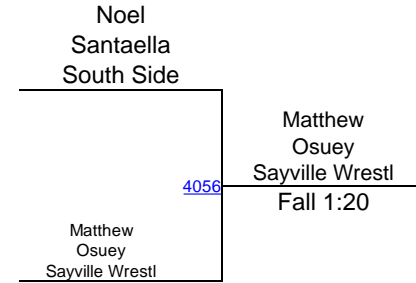 Noel
Santaella
South Side
Matthew
Osuey
Sayville Wrestl
4056
Fall 1:20
Matthew
Osuey
Sayville Wrestl